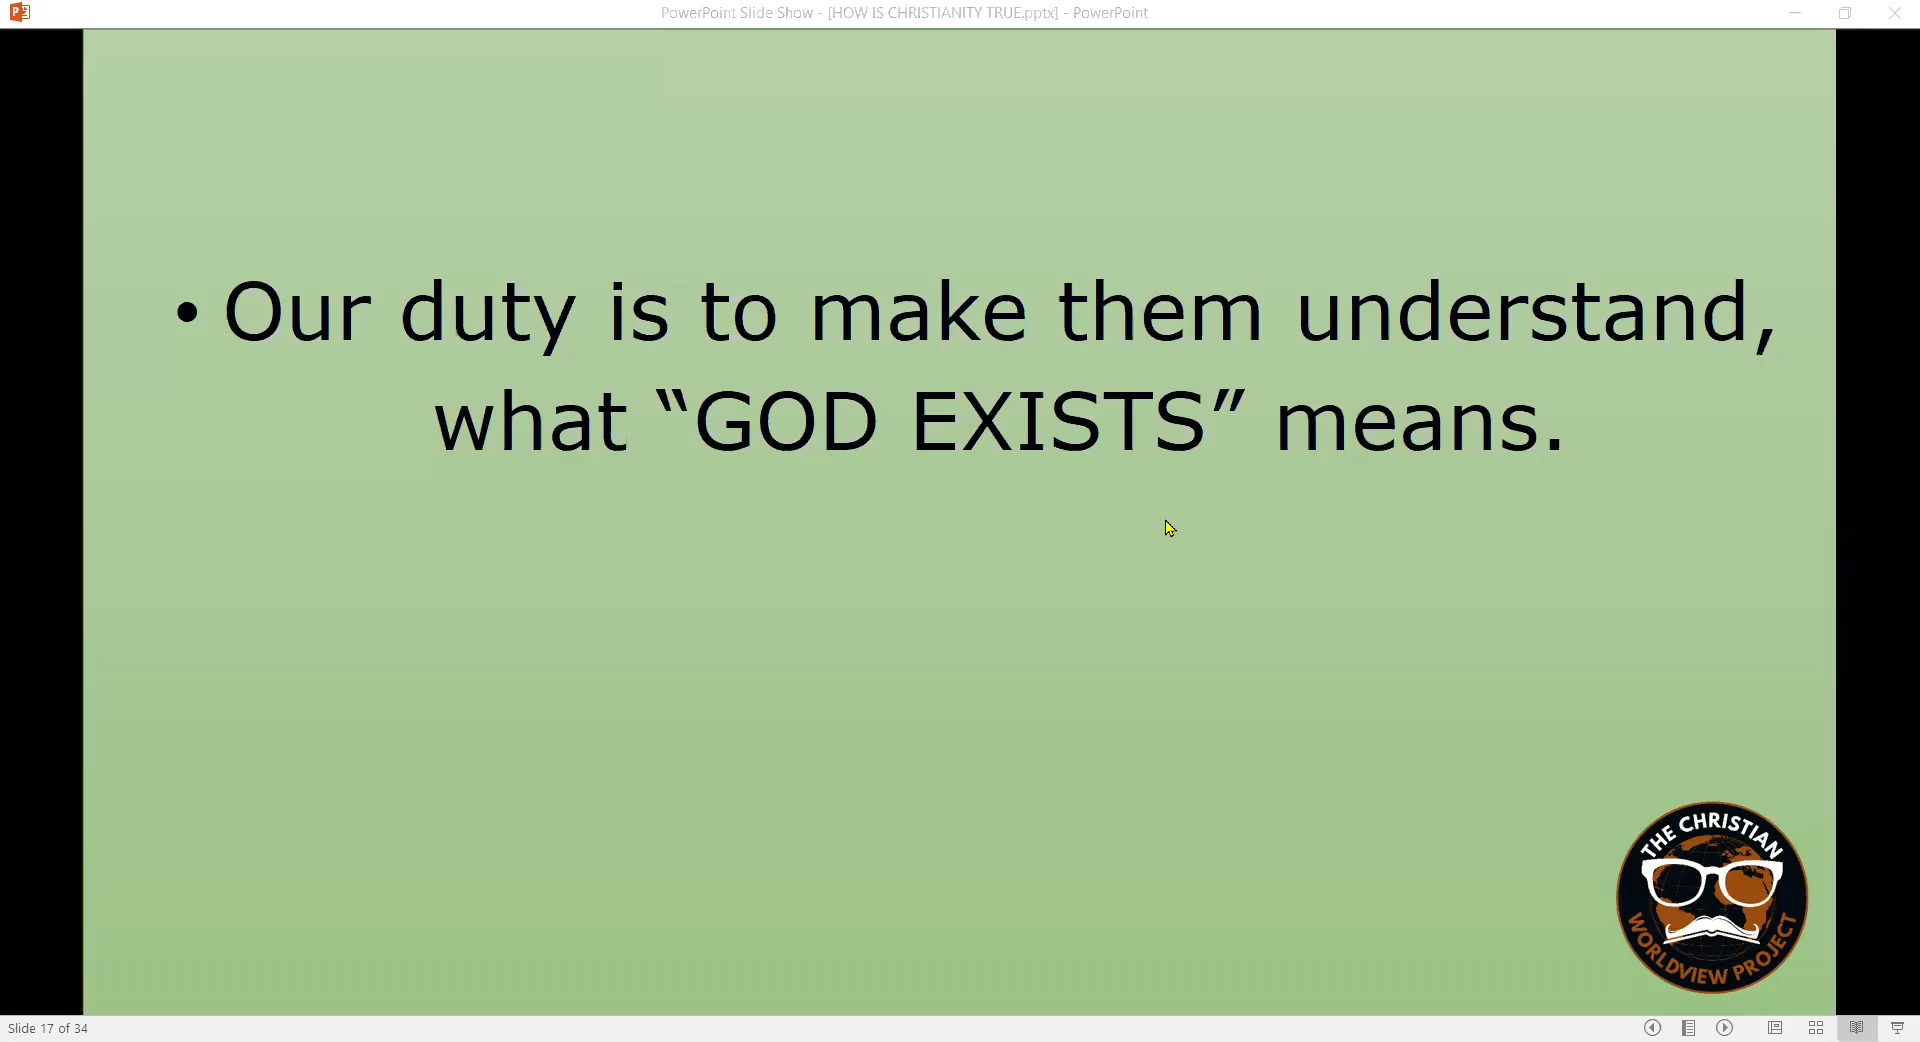 PowerPoint Slide Show - [HOW IS CHRISTIANITY TRUE.pptx] - PowerPoint
• Our duty is to make them understand,
what “GOD EXISTS” means.
THE CHRISTIAN
WORLDVIEW PROJECT
Slide 17 of 34